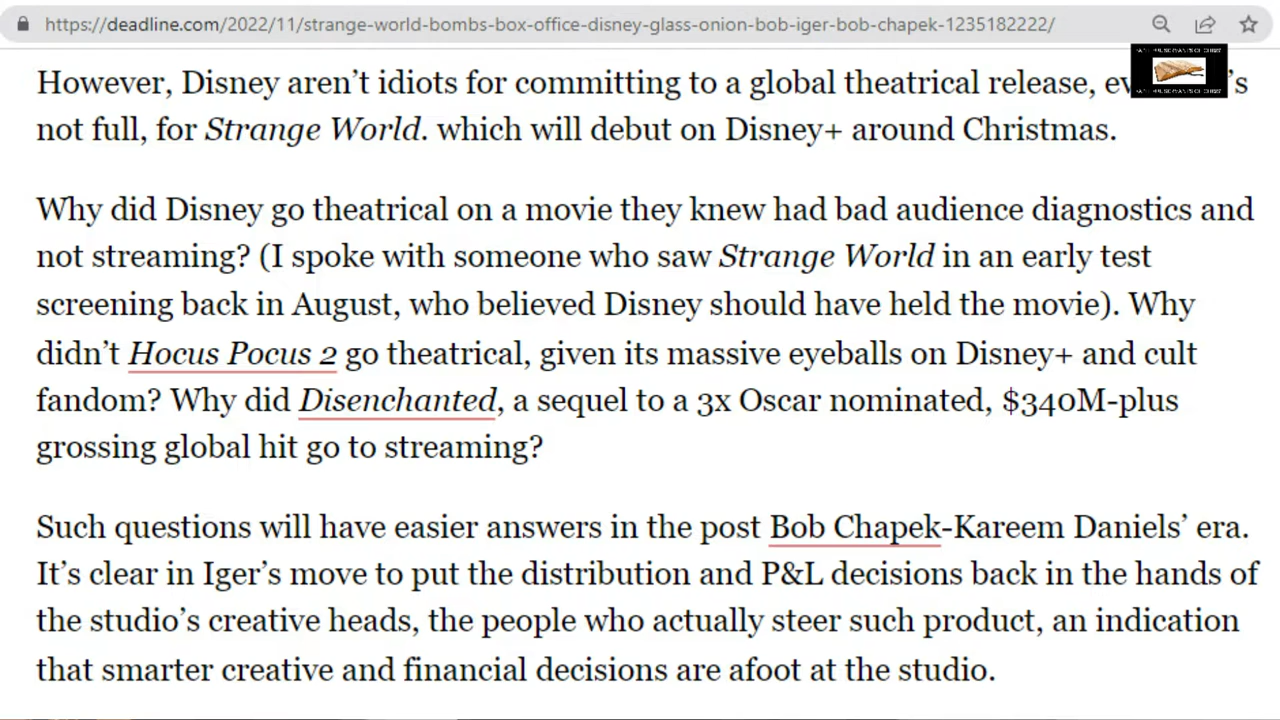 https://deadline.com/2022/11/strange-world-bombs-box-office-disney-glass-onion-bob-iger-bob-chapek-1235182222/
However, Disney aren’t idiots for committing to a global theatrical release, ’s
not full, for Strange World. which will debut on Disney+ around Christmas.
Why did Disney go theatrical on a movie they knew had bad audience diagnostics and
not streaming? (I spoke with someone who saw Strange World in an early test
screening back in August, who believed Disney should have held the movie). Why
didn’t Hocus Pocus 2 go theatrical, given its massive eyeballs on Disney+ and cult
fandom? Why did Disenchanted, a sequel to a 3x Oscar nominated, $340M-plus
grossing global hit go to streaming?
Such questions will have easier answers in the post Bob Chapek-Kareem Daniels’ era.
It’s clear in Iger’s move to put the distribution and P&L decisions back in the hands of
the studio’s creative heads, the people who actually steer such product, an indication
that smarter creative and financial decisions are afoot at the studio.